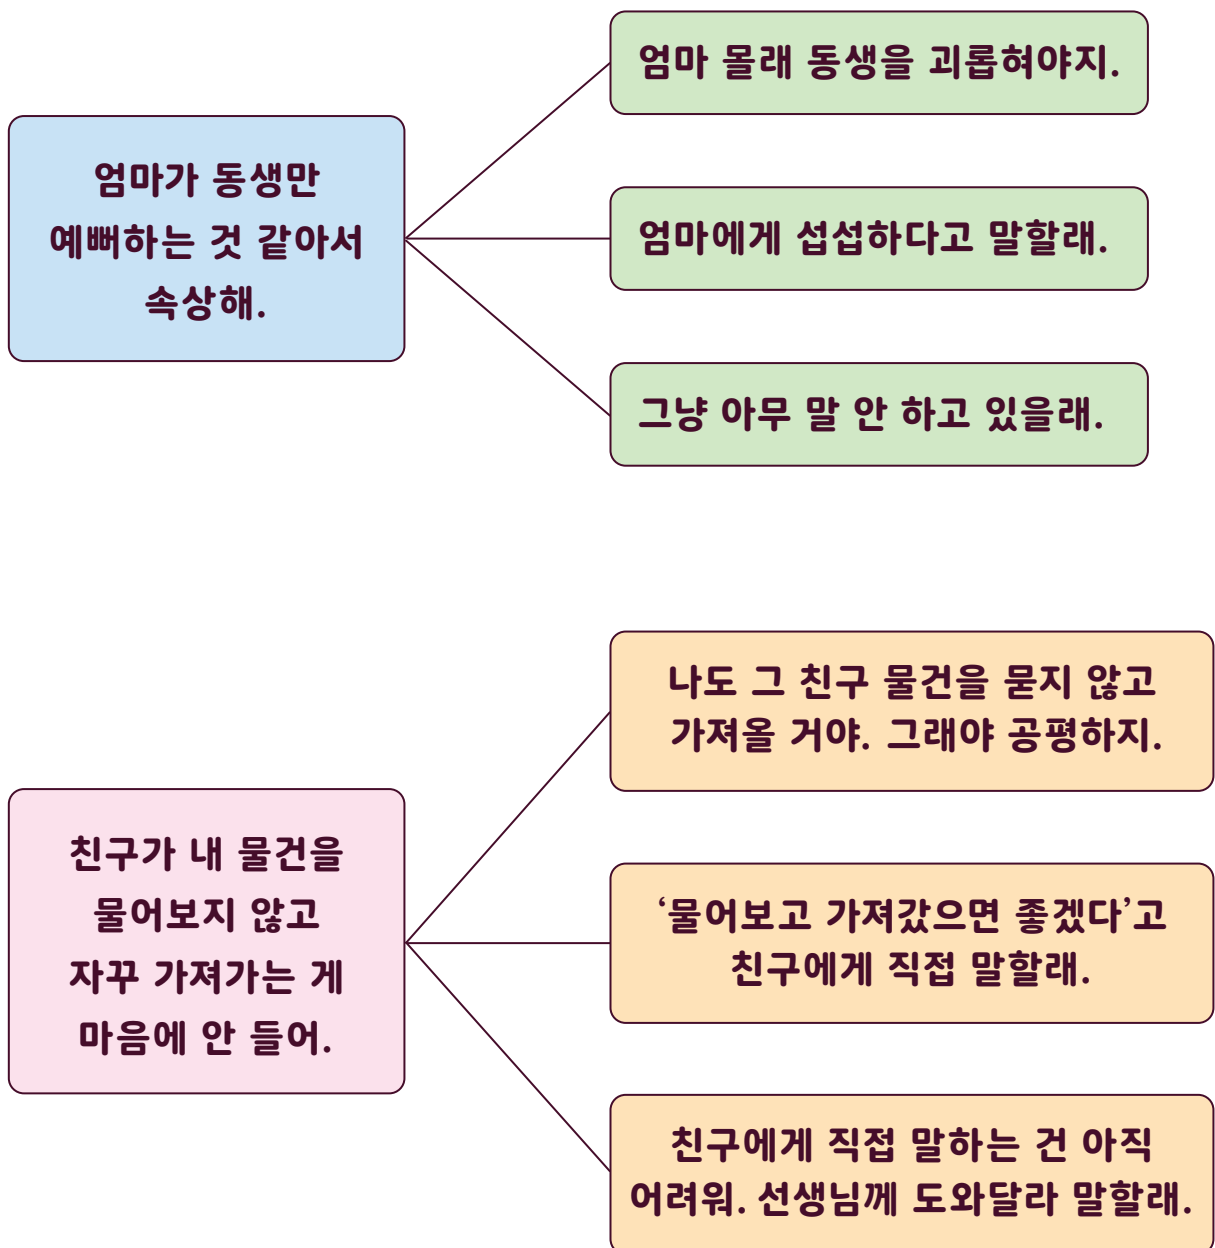 엄마가 동생만
예뻐하는 것 같아서
속상해.
엄마 몰래 동생을 괴롭혀야지.
엄마에게 섭섭하다고 말할래.
그냥 아무 말 안 하고 있을래.
친구가 내 물건을
물어보지 않고
자꾸 가져가는 게
마음에 안 들어.
나도 그 친구 물건을 묻지 않고
가져올 거야. 그래야 공평하지.
‘물어보고 가져갔으면 좋겠다’고
친구에게 직접 말할래.
친구에게 직접 말하는 건 아직
어려워. 선생님께 도와달라 말할래.